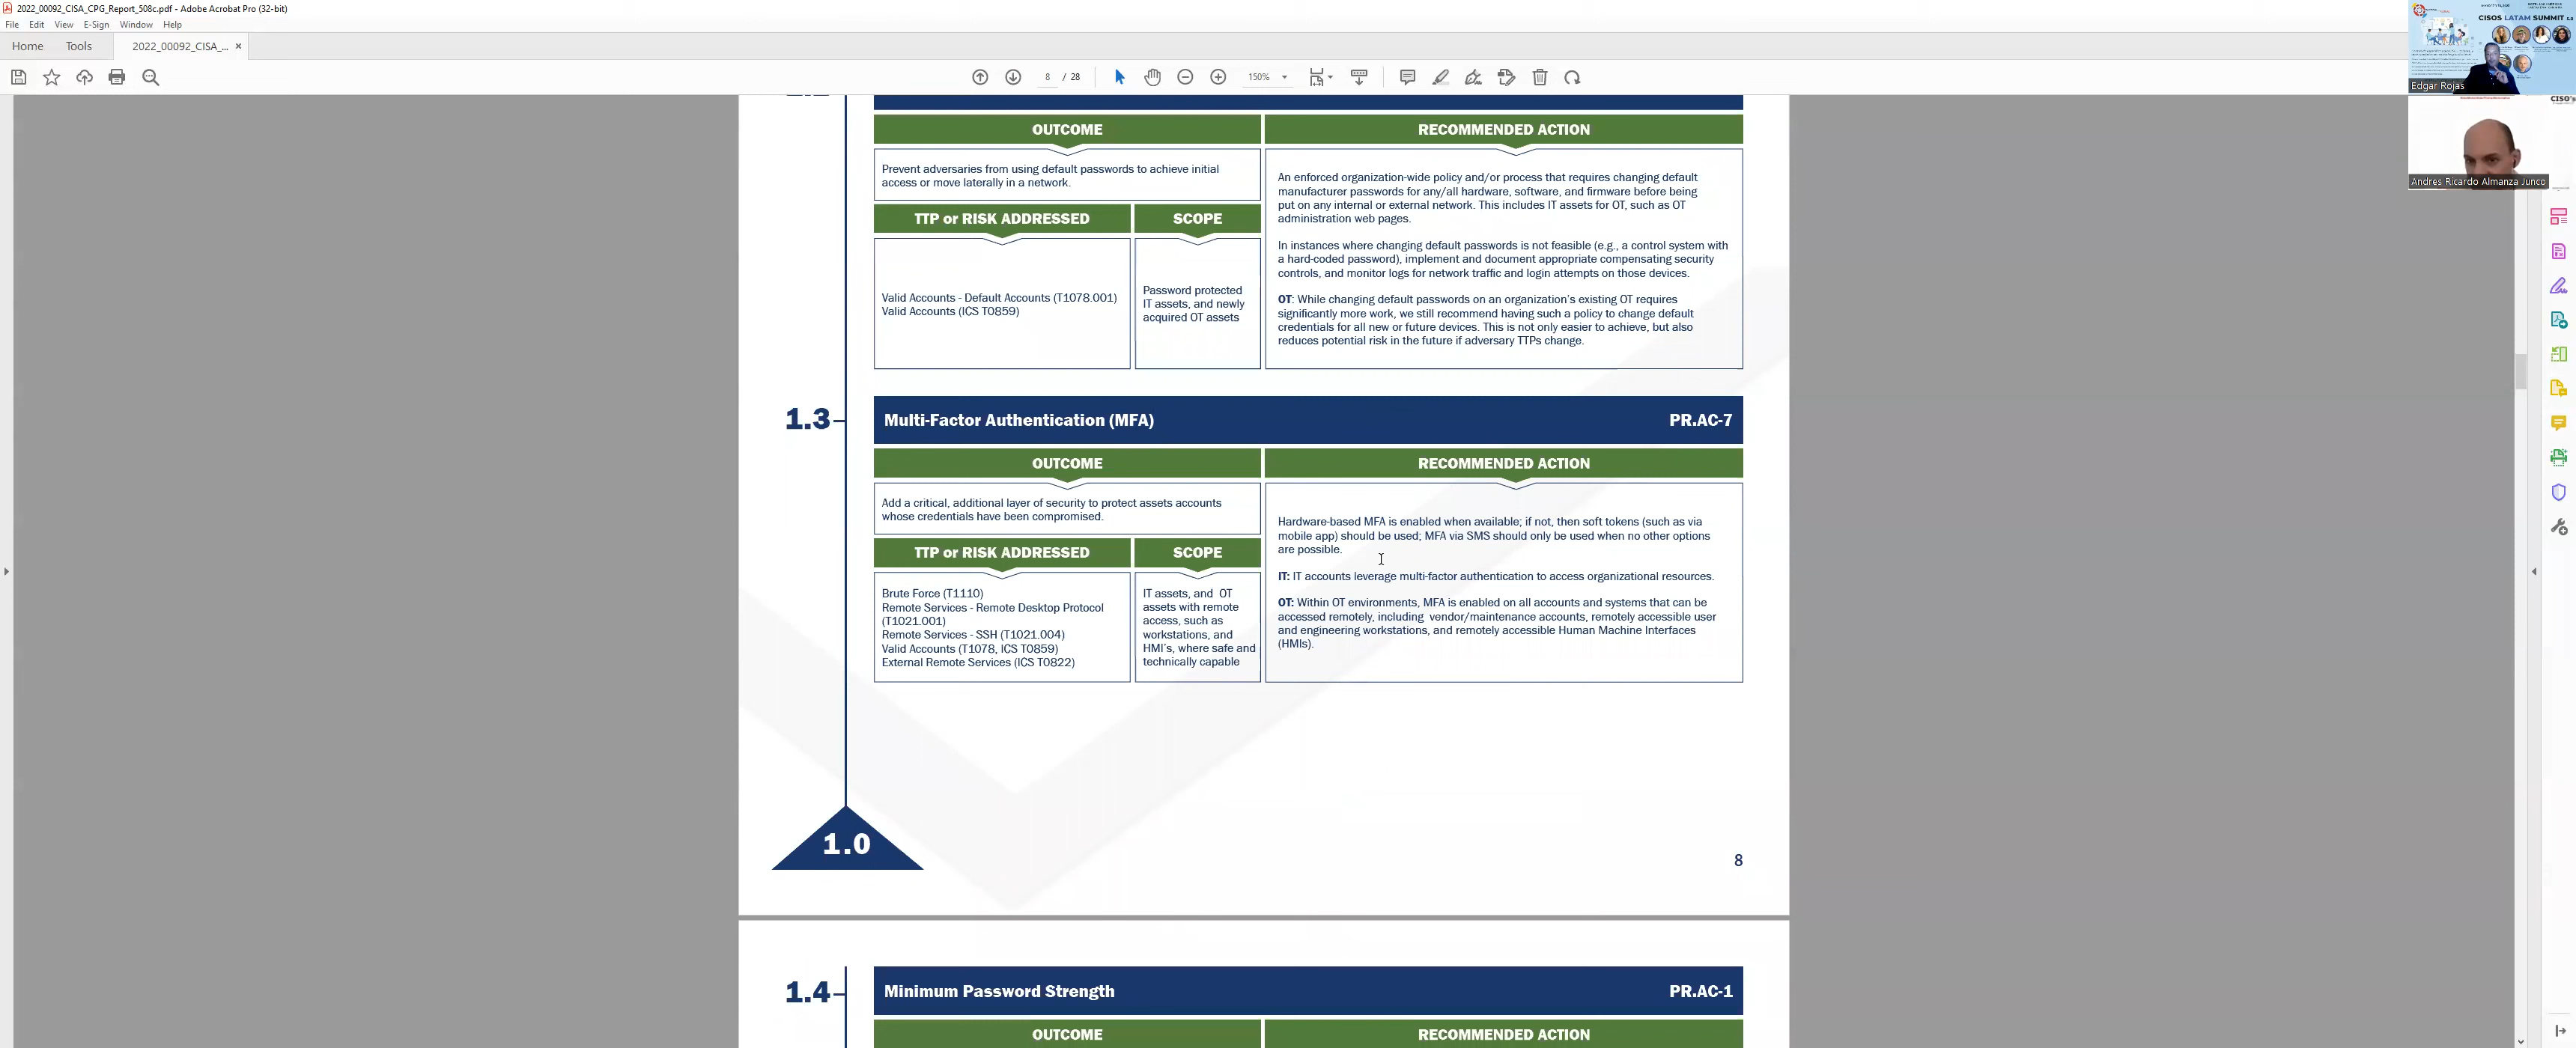 2022_00092_CISA_CPG_Report_508c.pdf - Adobe Acrobat Pro (32-bit)
File Edit View E-Sign Window Help
Home Tools 2022_00092_CISA_... ×
8 / 28 150%
OUTCOME
RECOMMENDED ACTION
Prevent adversaries from using default passwords to achieve initial
access or move laterally in a network.
TTP or RISK ADDRESSED
SCOPE
Valid Accounts - Default Accounts (T1078.001)
Valid Accounts (ICS T0859)
Password protected
IT assets, and newly
acquired OT assets
An enforced organization-wide policy and/or process that requires changing default
manufacturer passwords for any/all hardware, software, and firmware before being
put on any internal or external network. This includes IT assets for OT, such as OT
administration web pages.
In instances where changing default passwords is not feasible (e.g., a control system with
a hard-coded password), implement and document appropriate compensating security
controls, and monitor logs for network traffic and login attempts on those devices.
OT: While changing default passwords on an organization's existing OT requires
significantly more work, we still recommend having such a policy to change default
credentials for all new or future devices. This is not only easier to achieve, but also
reduces potential risk in the future if adversary TTPs change.
1.3
Multi-Factor Authentication (MFA) PR.AC-7
OUTCOME
RECOMMENDED ACTION
Add a critical, additional layer of security to protect assets accounts
whose credentials have been compromised.
TTP or RISK ADDRESSED
SCOPE
Brute Force (T1110)
Remote Services - Remote Desktop Protocol
(T1021.001)
Remote Services - SSH (T1021.004)
Valid Accounts (T1078, ICS T0859)
External Remote Services (ICS T0822)
IT assets, and OT
assets with remote
access, such as
workstations, and
HMI's, where safe and
technically capable
Hardware-based MFA is enabled when available; if not, then soft tokens (such as via
mobile app) should be used; MFA via SMS should only be used when no other options
are possible.
IT: IT accounts leverage multi-factor authentication to access organizational resources.
OT: Within OT environments, MFA is enabled on all accounts and systems that can be
accessed remotely, including vendor/maintenance accounts, remotely accessible user
and engineering workstations, and remotely accessible Human Machine Interfaces
(HMIs).
1.0
8
1.4
Minimum Password Strength PR.AC-1
OUTCOME
RECOMMENDED ACTION
CISOS LATAM SUMMIT
Edgar Rojas
CISO's
Andres Ricardo Almanza Junco